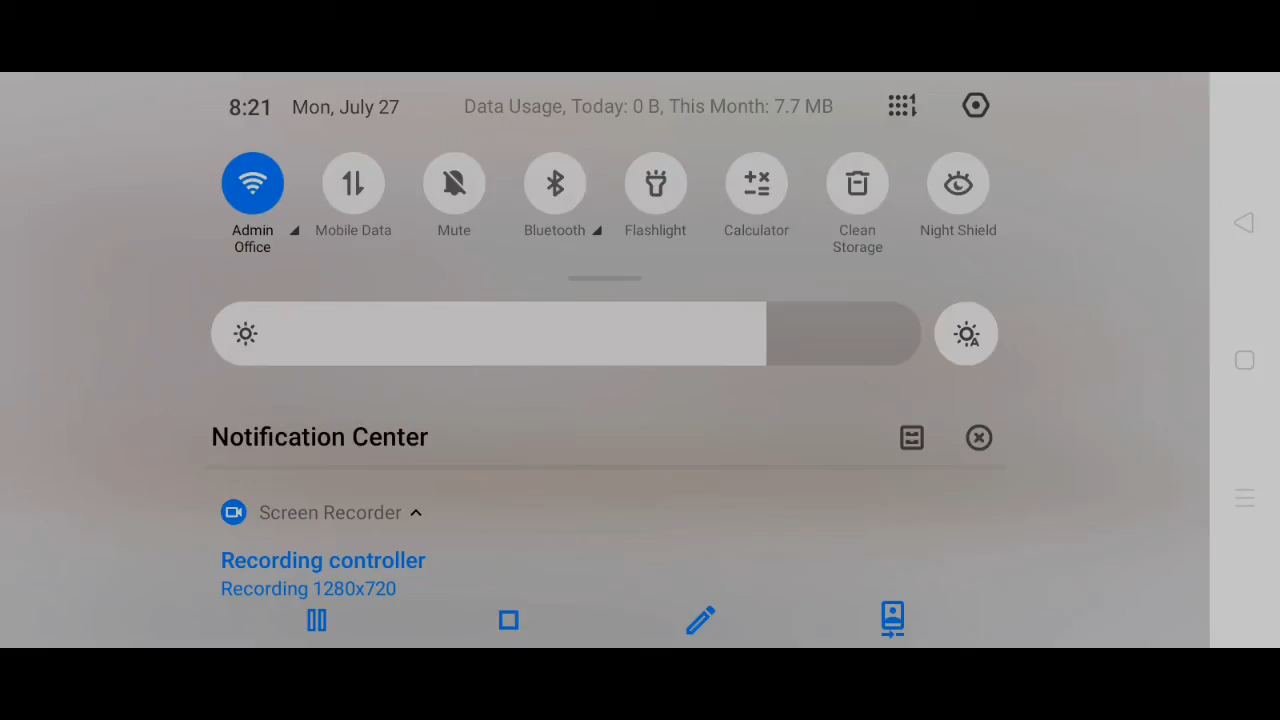 8:21 Mon, July 27 Data Usage, Today: 0 B, This Month: 7.7 MB
Admin Office
Mobile Data
Mute
Bluetooth
Flashlight
Calculator
Clean Storage
Night Shield
Notification Center
Screen Recorder
Recording controller
Recording 1280x720